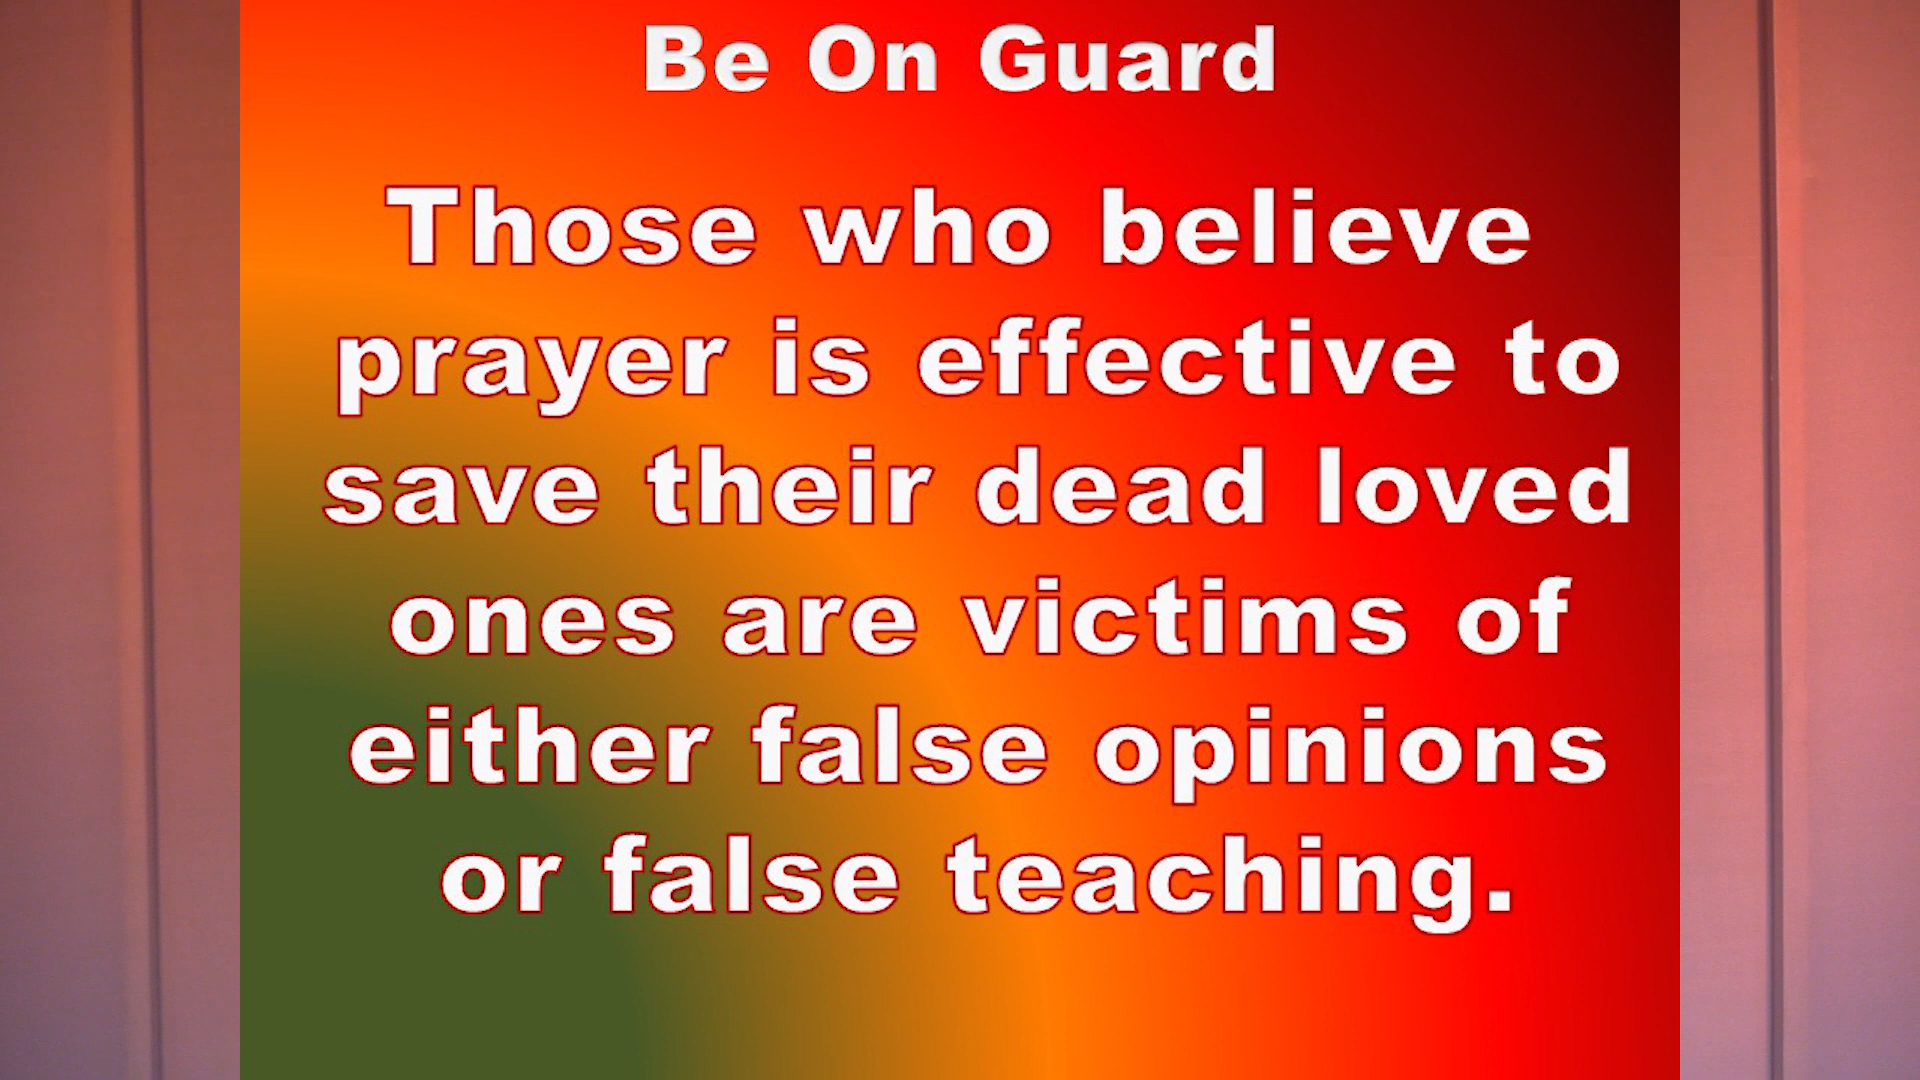 Be On Guard
Those who believe
prayer is effective to
save their dead loved
ones are victims of
either false opinions
or false teaching.